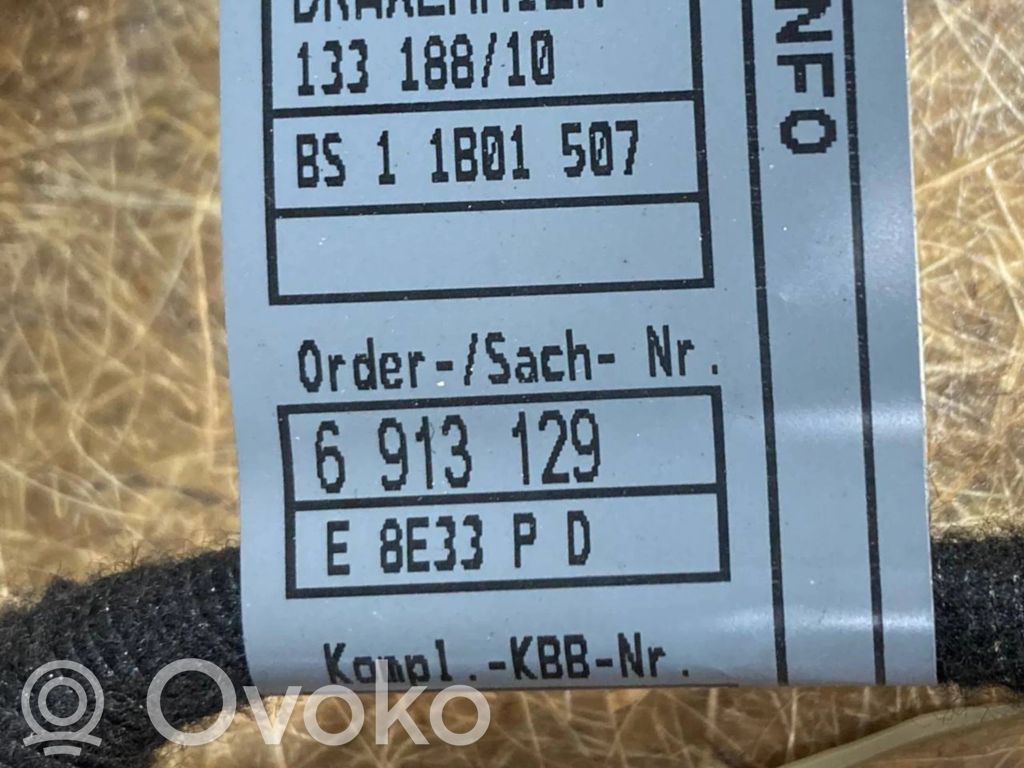 133 188/10
BS 1 1B01 507
Order-/Sach- Nr.
6 913 129
E 8E33 P D
Kompl.-KBB-Nr.
NFO
Ovoko